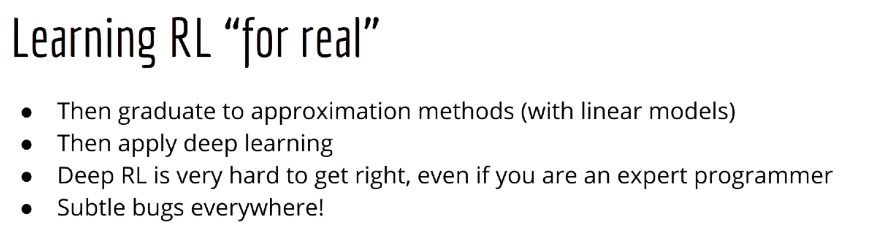 Learning RL “for real”
● Then graduate to approximation methods (with linear models)
● Then apply deep learning
● Deep RL is very hard to get right, even if you are an expert programmer
● Subtle bugs everywhere!